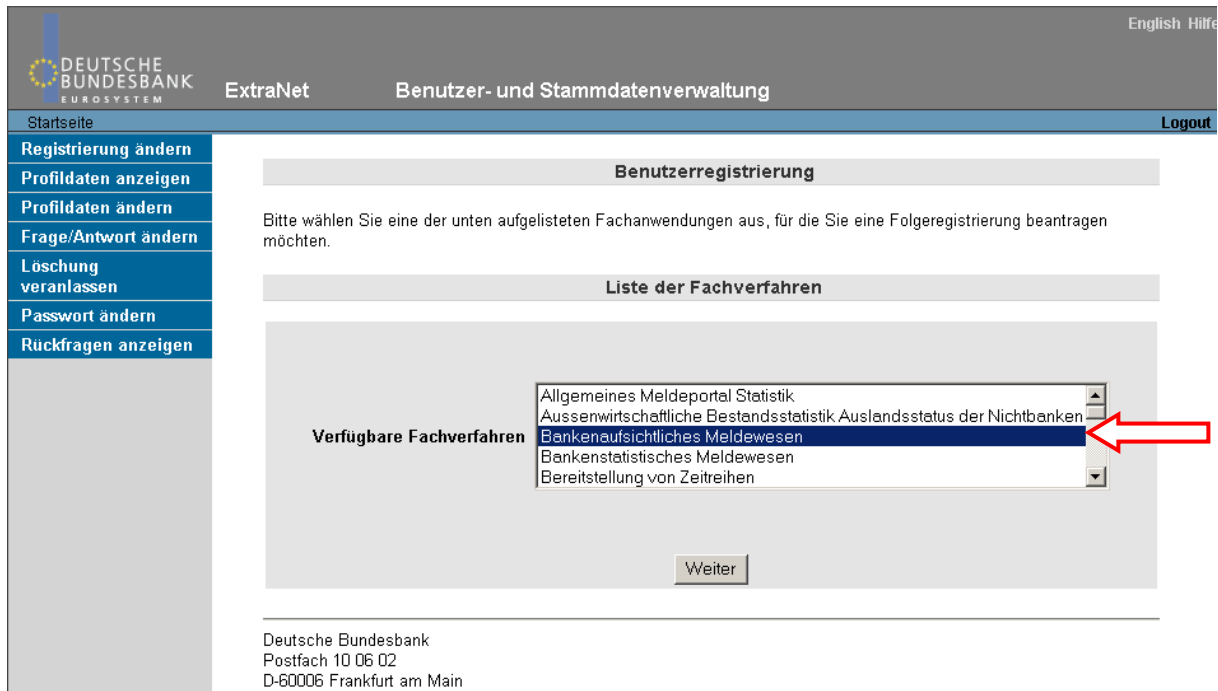 English Hilfe
DEUTSCHE
BUNDESBANK
EUROSYSTEM
ExtraNet Benutzer- und Stammdatenverwaltung
Startseite Logout
Registrierung ändern
Profildaten anzeigen
Profildaten ändern
Frage/Antwort ändern
Löschung
veranlassen
Passwort ändern
Rückfragen anzeigen
Benutzerregistrierung
Bitte wählen Sie eine der unten aufgelisteten Fachanwendungen aus, für die Sie eine Folgeregistrierung beantragen
möchten.
Liste der Fachverfahren
Verfügbare Fachverfahren
Allgemeines Meldeportal Statistik
Aussenwirtschaftliche Bestandsstatistik Auslandsstatus der Nichtbanken
Bankenaufsichtliches Meldewesen
Bankenstatistisches Meldewesen
Bereitstellung von Zeitreihen
Weiter
Deutsche Bundesbank
Postfach 10 06 02
D-60006 Frankfurt am Main